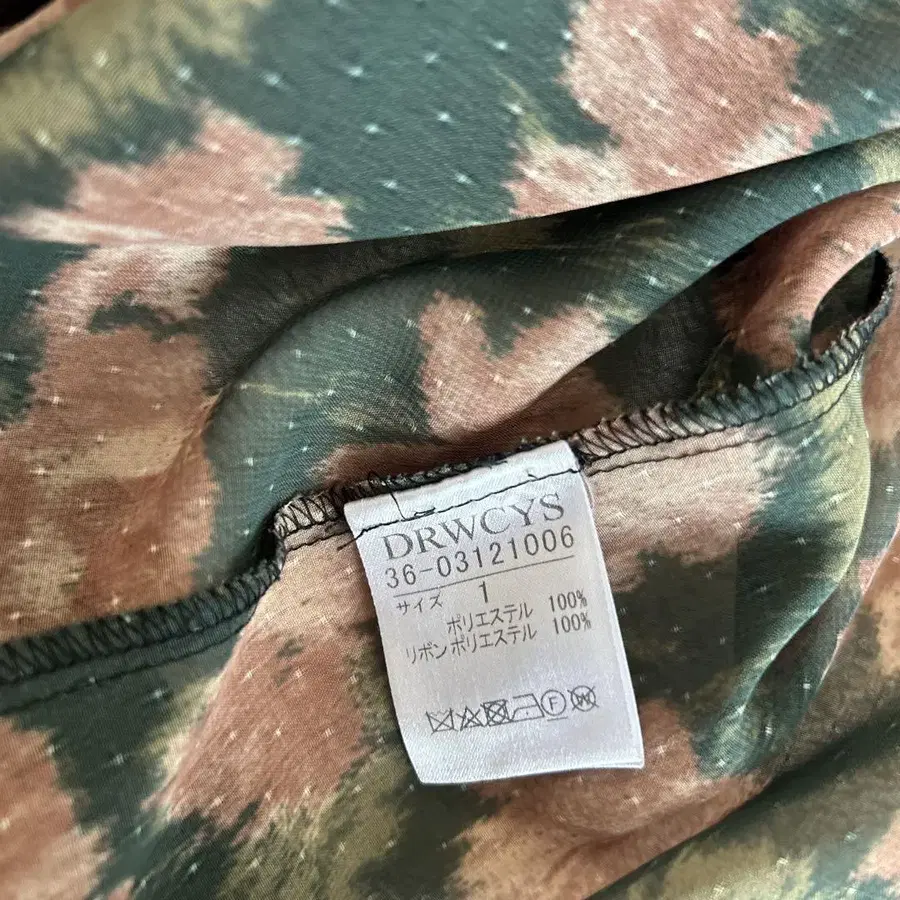 DRWCYS
36-03121006
サイズ 1
ポリエステル 100%
リボン ポリエステル 100%